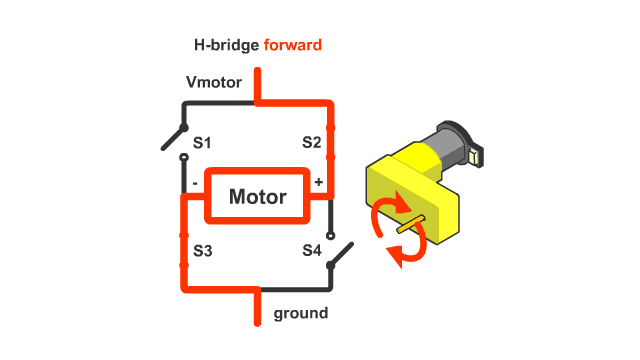 H-bridge forward
Vmotor
S1
S2
-
+
Motor
S3
S4
ground